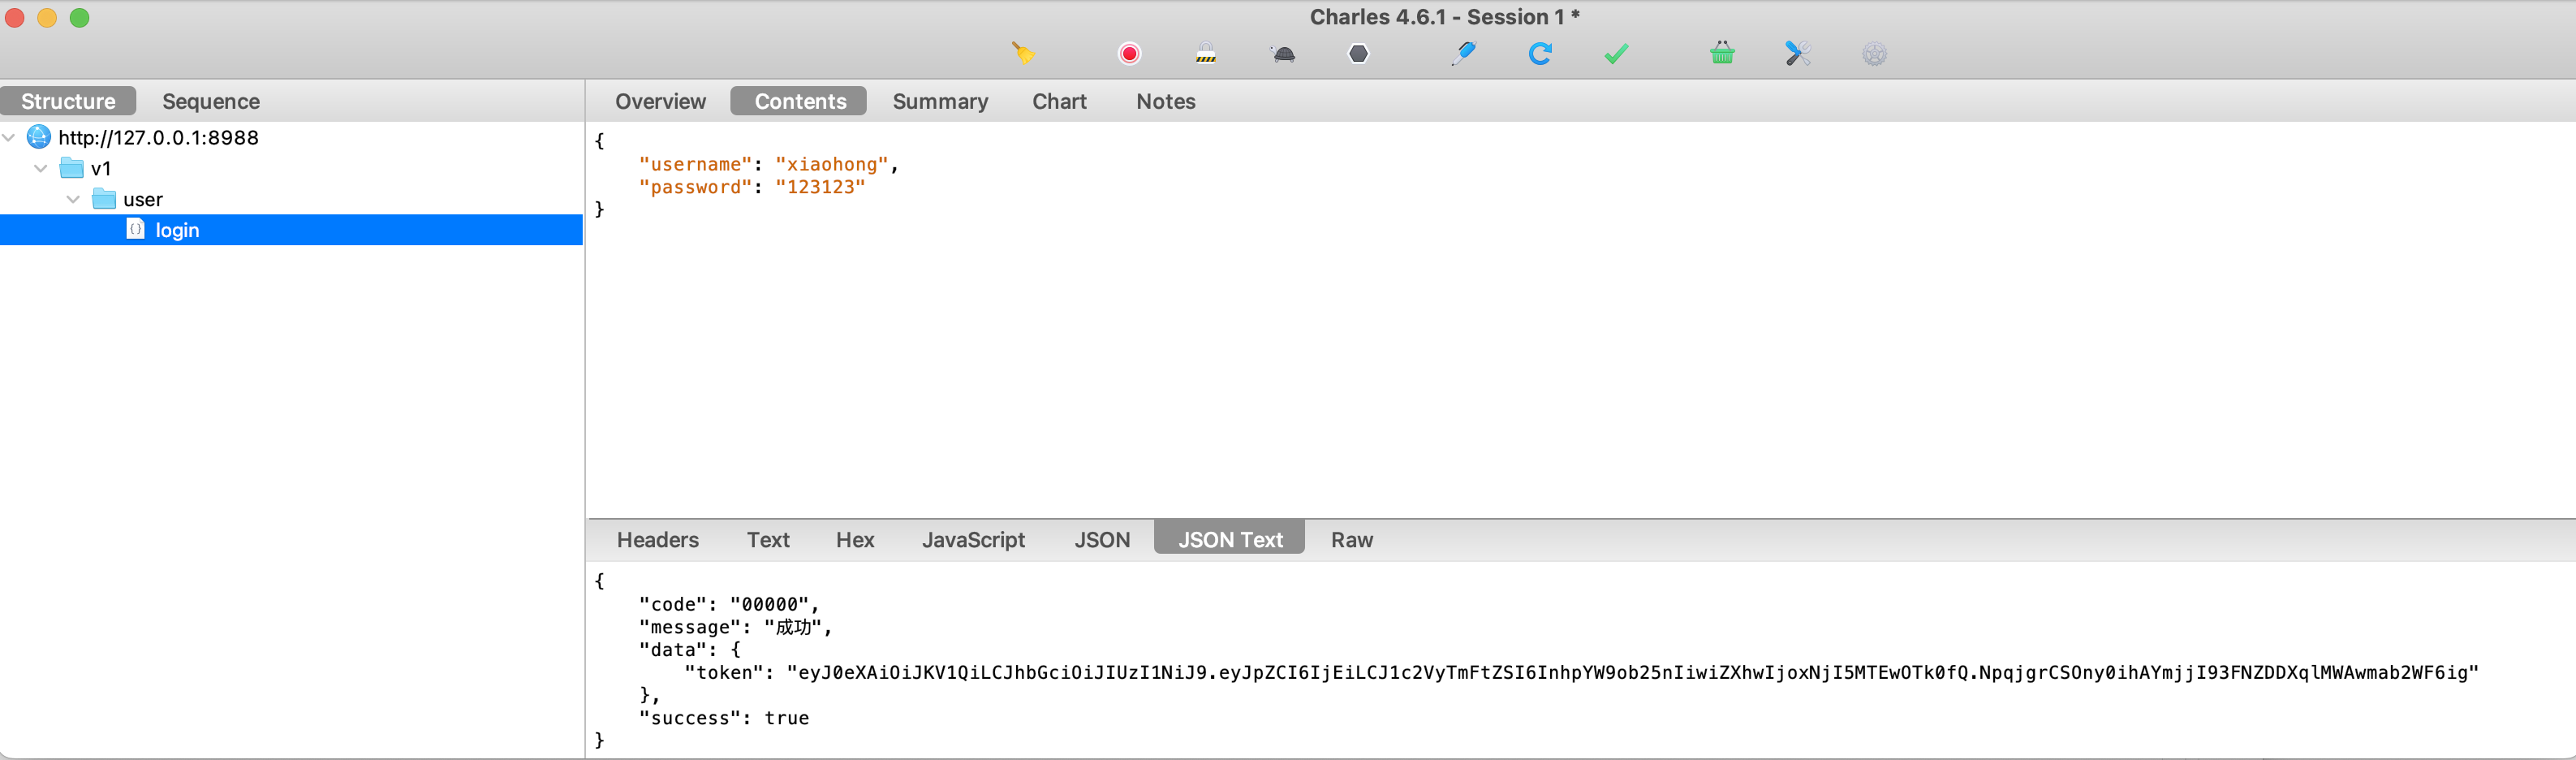 Charles 4.6.1 - Session 1 *
Structure Sequence
http://127.0.0.1:8988
v1
user
login
Overview Contents Summary Chart Notes
{
"username": "xiaohong",
"password": "123123"
}
Headers Text Hex JavaScript JSON JSON Text Raw
{
"code": "00000",
"message": "成功",
"data": {
"token": "eyJ0eXAiOiJKV1QiLCJhbGciOiJIUzI1NiJ9.eyJpZCI6IjEiLCJ1c2VyTmFtZSI6InhpYW9ob25nIiwiZXhwIjoxNjI5MTEwOTk0fQ.NpqjgrCSOny0ihAYmjjI93FNZDDXqlMWAwmab2WF6ig"
},
"success": true
}